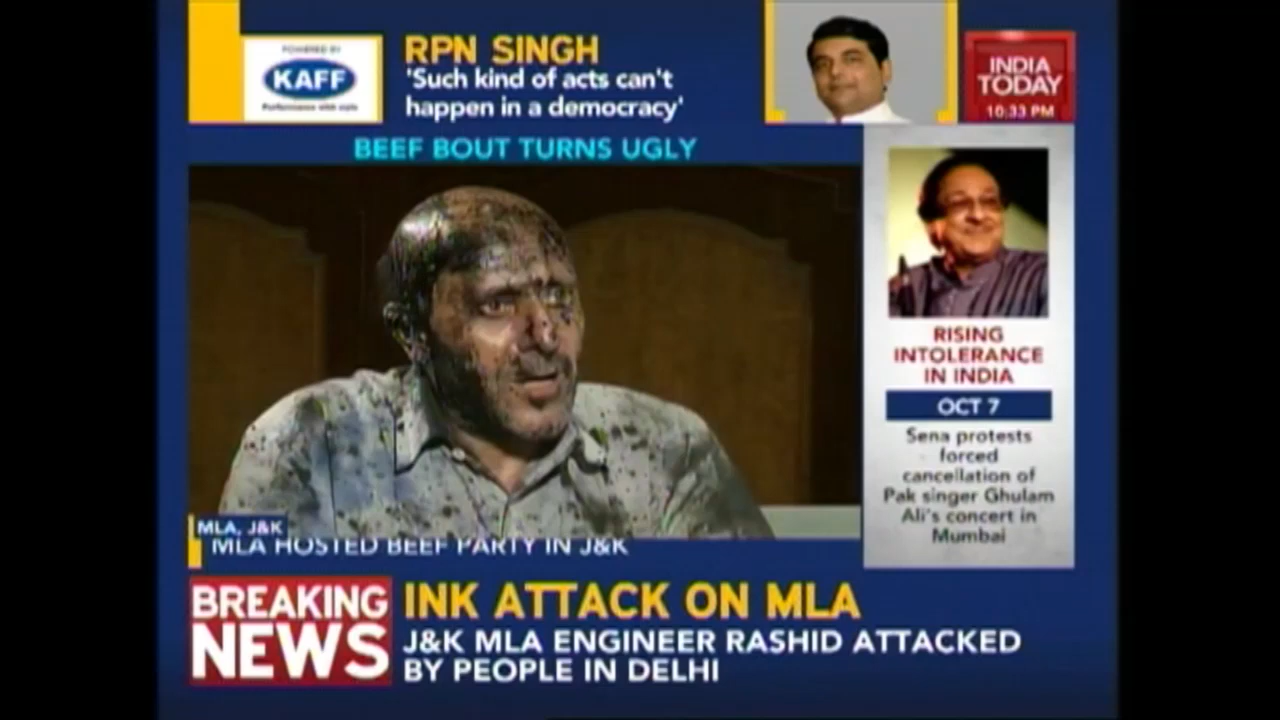 POWERED BY
KAFF
Performance with style
RPN SINGH
'Such kind of acts can't
happen in a democracy'
INDIA
TODAY
10:33 PM
BEEF BOUT TURNS UGLY
RISING
INTOLERANCE
IN INDIA
OCT 7
Sena protests
forced
cancellation of
Pak singer Ghulam
Ali's concert in
Mumbai
MLA, J&K
MLA HOSTED BEEF PARTY IN J&K
BREAKING
NEWS
INK ATTACK ON MLA
J&K MLA ENGINEER RASHID ATTACKED
BY PEOPLE IN DELHI